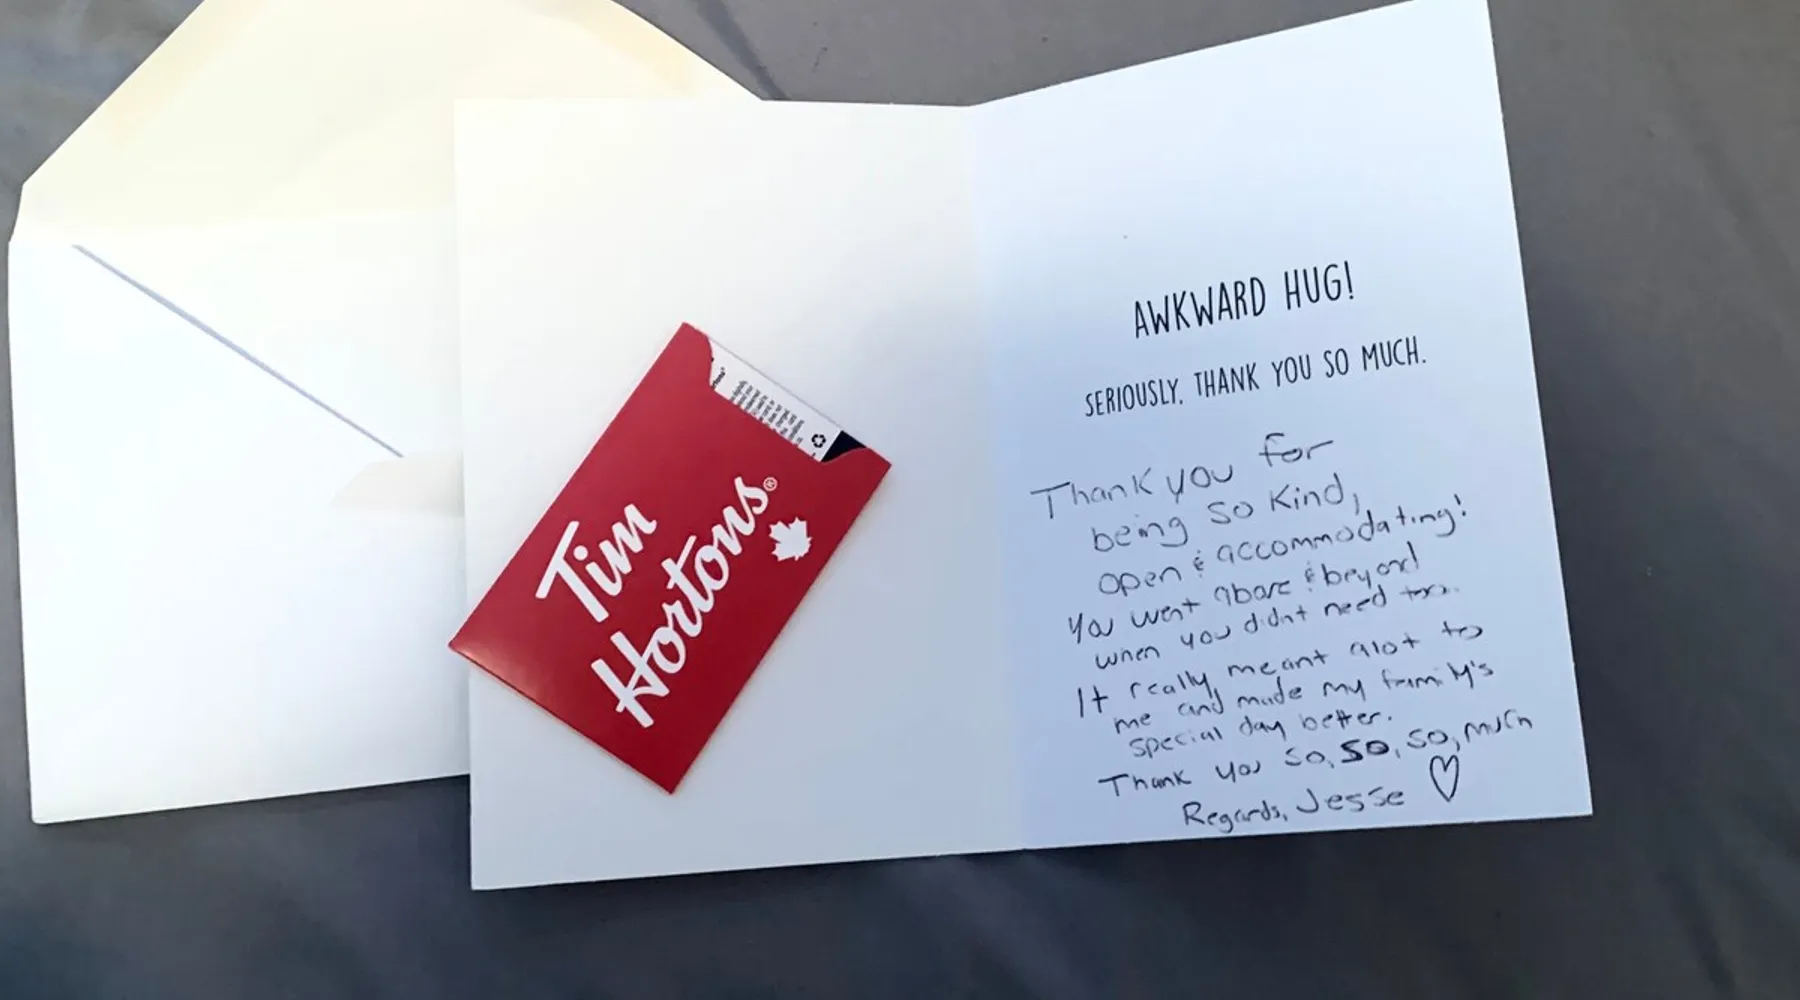 Tim
Hortons®
AWKWARD HUG!
SERIOUSLY, THANK YOU SO MUCH.
Thank you for
being so kind,
open & accommodating!
You went above & beyond
when you didnt need too.
It really meant alot to
me and made my family's
special day better.
Thank you so, so, so, much
Regards, Jesse ♡